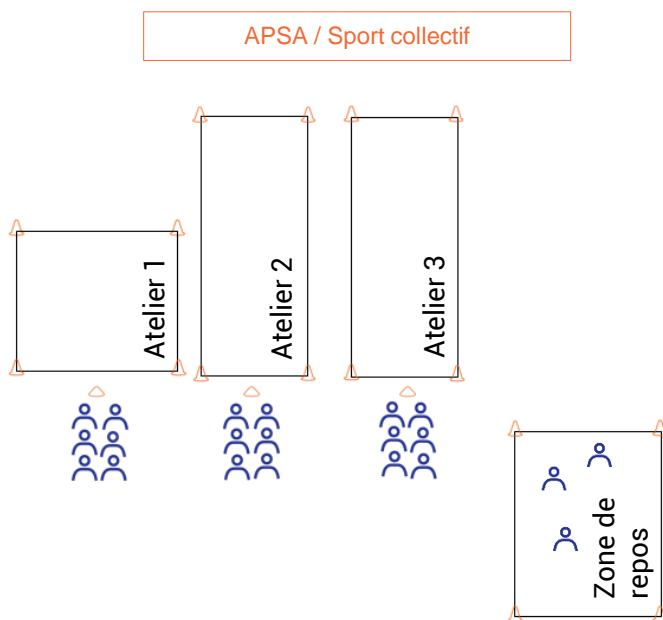 APSA / Sport collectif
Atelier 1
Atelier 2
Atelier 3
Zone de
repos